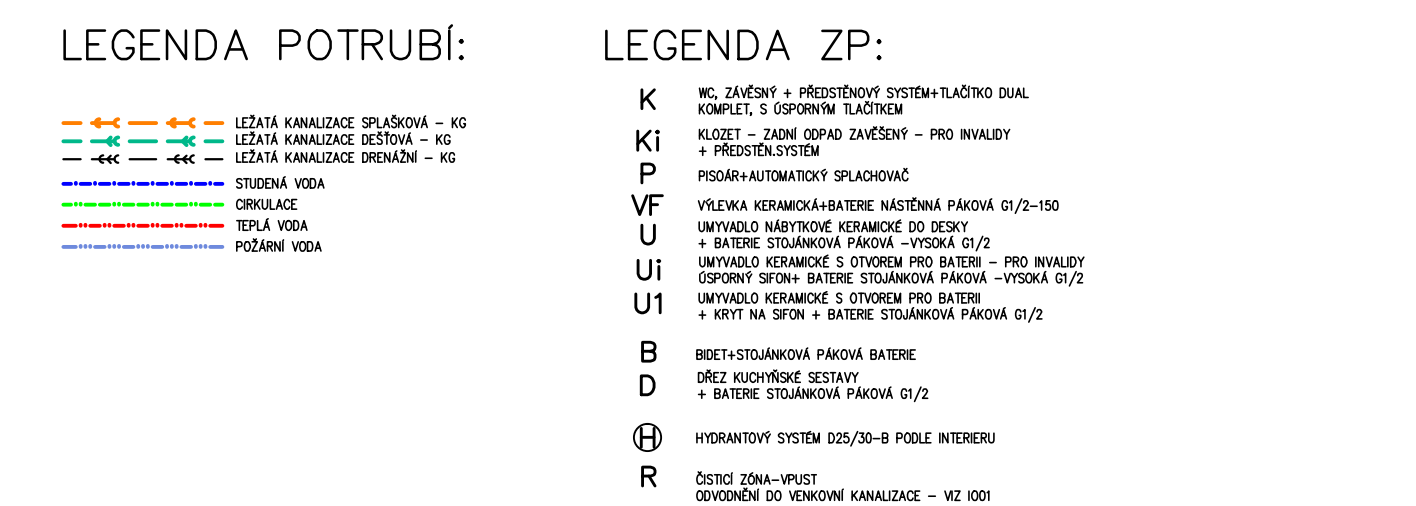 LEGENDA POTRUBÍ:
LEŽATÁ KANALIZACE SPLAŠKOVÁ – KG
LEŽATÁ KANALIZACE DEŠŤOVÁ – KG
LEŽATÁ KANALIZACE DRENÁŽNÍ – KG
STUDENÁ VODA
CIRKULACE
TEPLÁ VODA
POŽÁRNÍ VODA
LEGENDA ZP:
K WC, ZÁVĚSNÝ + PŘEDSTĚNOVÝ SYSTÉM+TLAČÍTKO DUAL
KOMPLET, S ÚSPORNÝM TLAČÍTKEM
Ki KLOZET – ZADNÍ ODPAD ZAVĚŠENÝ – PRO INVALIDY
+ PŘEDSTĚN.SYSTÉM
P PISOÁR+AUTOMATICKÝ SPLACHOVAČ
VF VÝLEVKA KERAMICKÁ+BATERIE NÁSTĚNNÁ PÁKOVÁ G1/2–150
U UMYVADLO NÁBYTKOVÉ KERAMICKÉ DO DESKY
+ BATERIE STOJÁNKOVÁ PÁKOVÁ –VYSOKÁ G1/2
Ui UMYVADLO KERAMICKÉ S OTVOREM PRO BATERII – PRO INVALIDY
ÚSPORNÝ SIFON+ BATERIE STOJÁNKOVÁ PÁKOVÁ –VYSOKÁ G1/2
U1 UMYVADLO KERAMICKÉ S OTVOREM PRO BATERII
+ KRYT NA SIFON + BATERIE STOJÁNKOVÁ PÁKOVÁ G1/2
B BIDET+STOJÁNKOVÁ PÁKOVÁ BATERIE
D DŘEZ KUCHYŇSKÉ SESTAVY
+ BATERIE STOJÁNKOVÁ PÁKOVÁ G1/2
H HYDRANTOVÝ SYSTÉM D25/30–B PODLE INTERIERU
R ČISTICÍ ZÓNA–VPUST
ODVODNĚNÍ DO VENKOVNÍ KANALIZACE – VIZ IO01